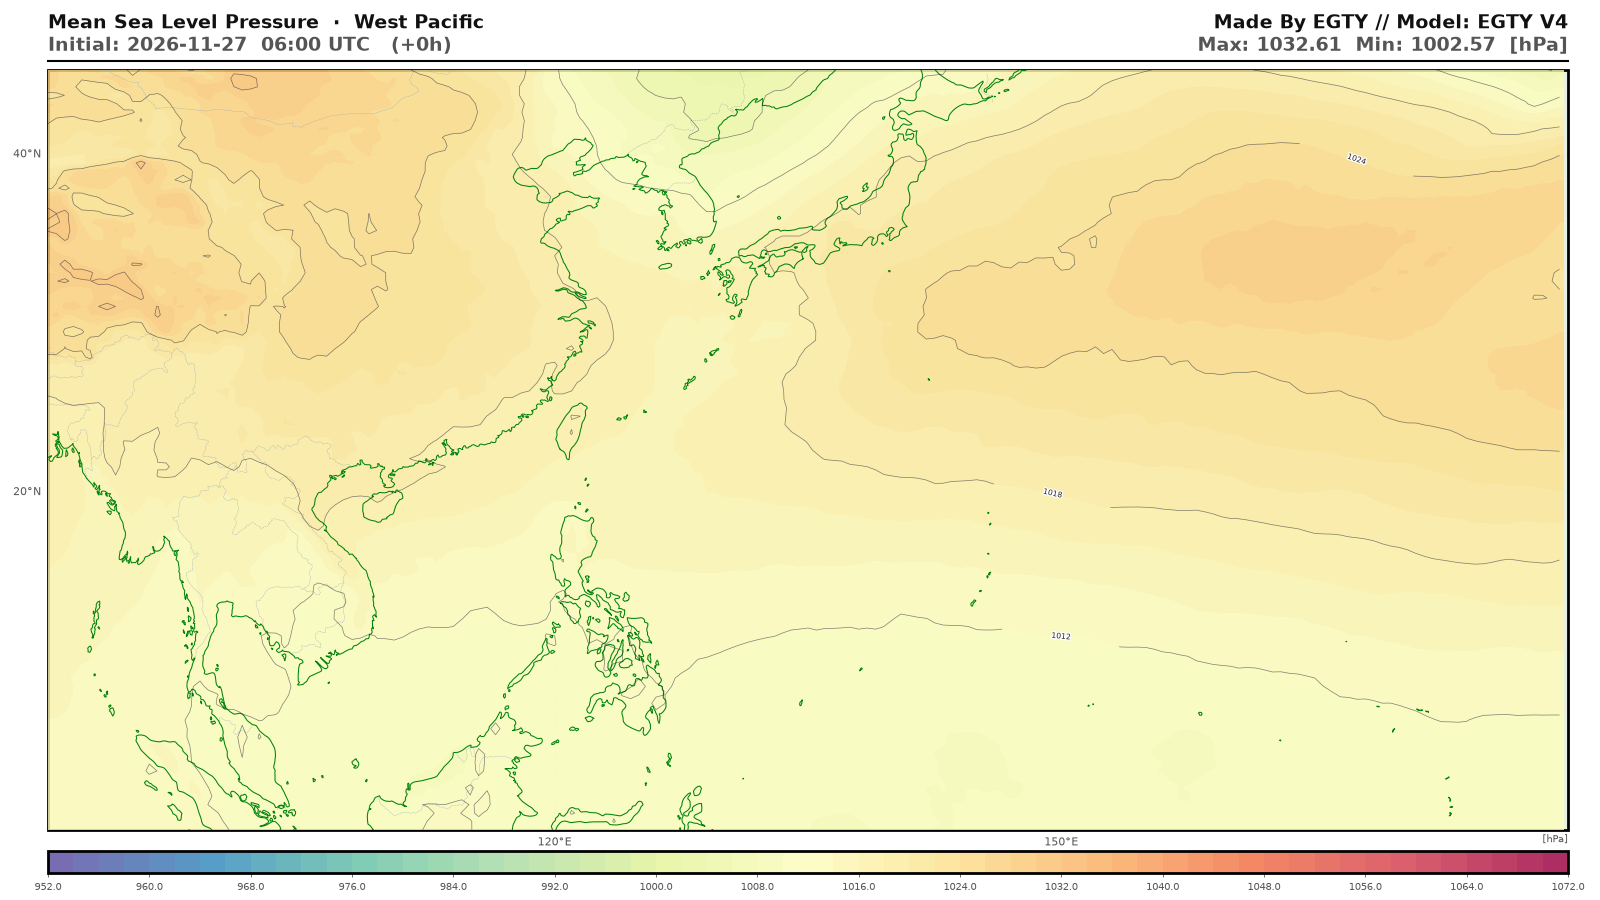 Mean Sea Level Pressure · West Pacific
Made By EGTY // Model: EGTY V4
Initial: 2026-11-27 06:00 UTC (+0h)
Max: 1032.61 Min: 1002.57 [hPa]
40°N
1024
20°N
1018
1012
120°E
150°E
[hPa]
952.0 960.0 968.0 976.0 984.0 992.0 1000.0 1008.0 1016.0 1024.0 1032.0 1040.0 1048.0 1056.0 1064.0 1072.0